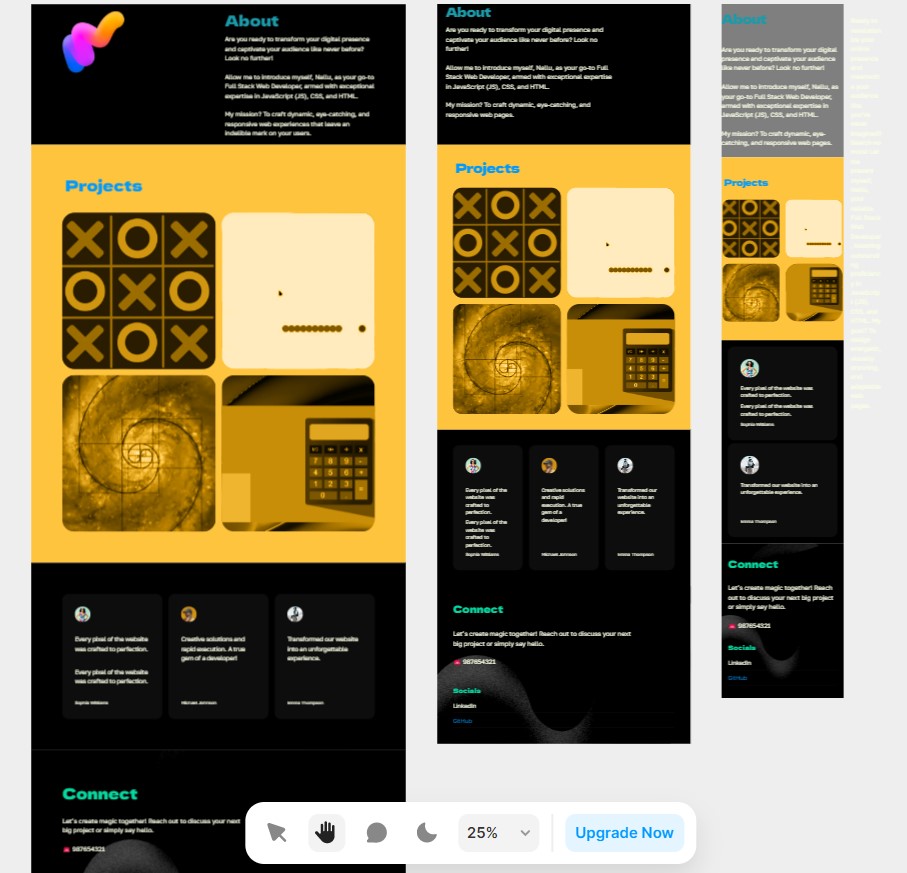 About
Are you ready to transform your digital presence
and captivate your audience like never before?
Look no further!
Allow me to introduce myself, Nallu, as your go-to
Full Stack Web Developer, armed with exceptional
expertise in JavaScript (JS), CSS, and HTML.
My mission? To craft dynamic, eye-catching, and
responsive web experiences that leave an
indelible mark on your users.
Projects
Every pixel of the website
was crafted to perfection.
Every pixel of the website
was crafted to perfection.
Sophia Williams
Creative solutions and
rapid execution. A true
gem of a developer!
Michael Johnson
Transformed our website
into an unforgettable
experience.
Emma Thompson
Connect
Let's create magic together! Reach out to discuss your next
big project or simply say hello.
987654321
About
Are you ready to transform your digital presence and
captivate your audience like never before? Look no
further!
Allow me to introduce myself, Nallu, as your go-to Full
Stack Web Developer, armed with exceptional expertise
in JavaScript (JS), CSS, and HTML.
My mission? To craft dynamic, eye-catching, and
responsive web pages.
Projects
Every pixel of the
website was
crafted to
perfection.
Every pixel of the
website was
crafted to
perfection.
Sophia Williams
Creative solutions
and rapid
execution. A true
gem of a
developer!
Michael Johnson
Transformed our
website into an
unforgettable
experience.
Emma Thompson
Connect
Let's create magic together! Reach out to discuss your next
big project or simply say hello.
987654321
Socials
LinkedIn
GitHub
About
Are you ready to transform your digital
presence and captivate your audience
like never before? Look no further!
Allow me to introduce myself, Nallu, as
your go-to Full Stack Web Developer,
armed with exceptional expertise in
JavaScript (JS), CSS, and HTML.
My mission? To craft dynamic, eye-
catching, and responsive web pages.
Projects
Every pixel of the website was
crafted to perfection.
Every pixel of the website was
crafted to perfection.
Sophia Williams
Transformed our website into an
unforgettable experience.
Emma Thompson
Connect
Let's create magic together! Reach
out to discuss your next big project
or simply say hello.
987654321
Socials
LinkedIn
GitHub
25%
Upgrade Now